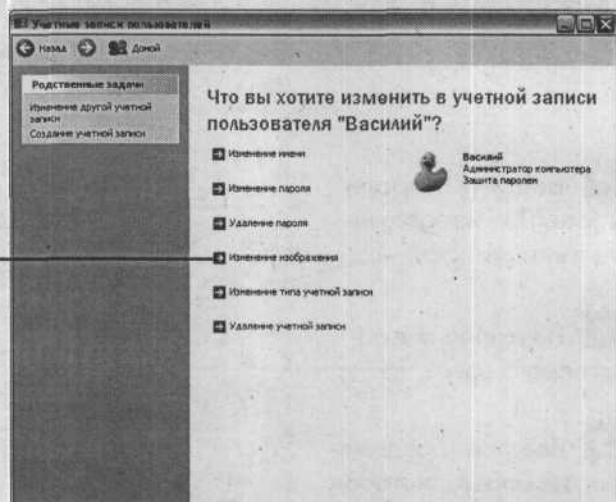 Учетные записи пользователей
Назад
Домой
Родственные задачи
Изменение другой учетной
записи
Создание учетной записи
Что вы хотите изменить в учетной записи
пользователя "Василий"?
Изменение имени
Изменение пароля
Удаление пароля
Изменение изображения
Изменение типа учетной записи
Удаление учетной записи
Василий
Администратор компьютера
Защита паролем